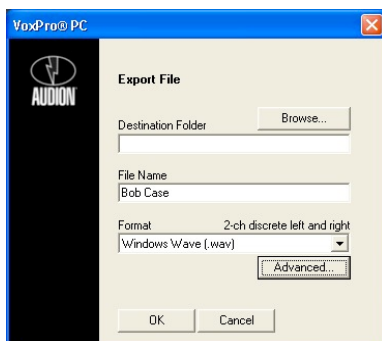 VoxPro® PC
AUDION
Export File
Browse...
Destination Folder
File Name
Bob Case
Format 2-ch discrete left and right
Windows Wave (.wav)
Advanced...
OK Cancel